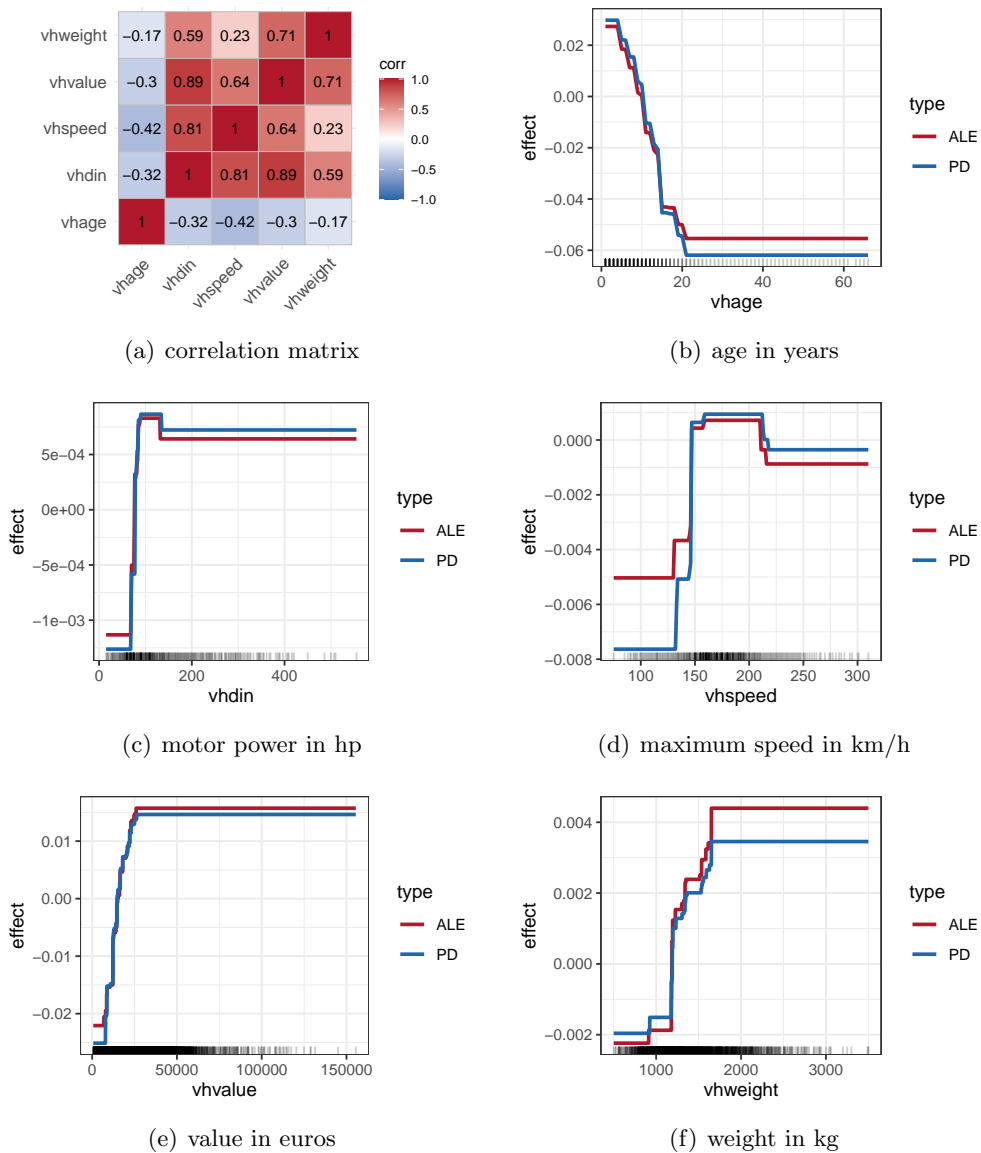 vhweight −0.17 0.59 0.23 0.71 1
vhvalue −0.3 0.89 0.64 1 0.71
vhspeed −0.42 0.81 1 0.64 0.23
vhdin −0.32 1 0.81 0.89 0.59
vhage 1 −0.32 −0.42 −0.3 −0.17
vhage vhdin vhspeed vhvalue vhweight
corr
1.0
0.5
0.0
−0.5
−1.0
(a) correlation matrix
effect
0.02
0.00
−0.02
−0.04
−0.06
0 20 40 60
vhage
type
ALE
PD
(b) age in years
effect
5e−04
0e+00
−5e−04
−1e−03
0 200 400
vhdin
type
ALE
PD
(c) motor power in hp
effect
0.000
−0.002
−0.004
−0.006
−0.008
100 150 200 250 300
vhspeed
type
ALE
PD
(d) maximum speed in km/h
effect
0.01
0.00
−0.01
−0.02
0 50000 100000 150000
vhvalue
type
ALE
PD
(e) value in euros
effect
0.004
0.002
0.000
−0.002
1000 2000 3000
vhweight
type
ALE
PD
(f) weight in kg